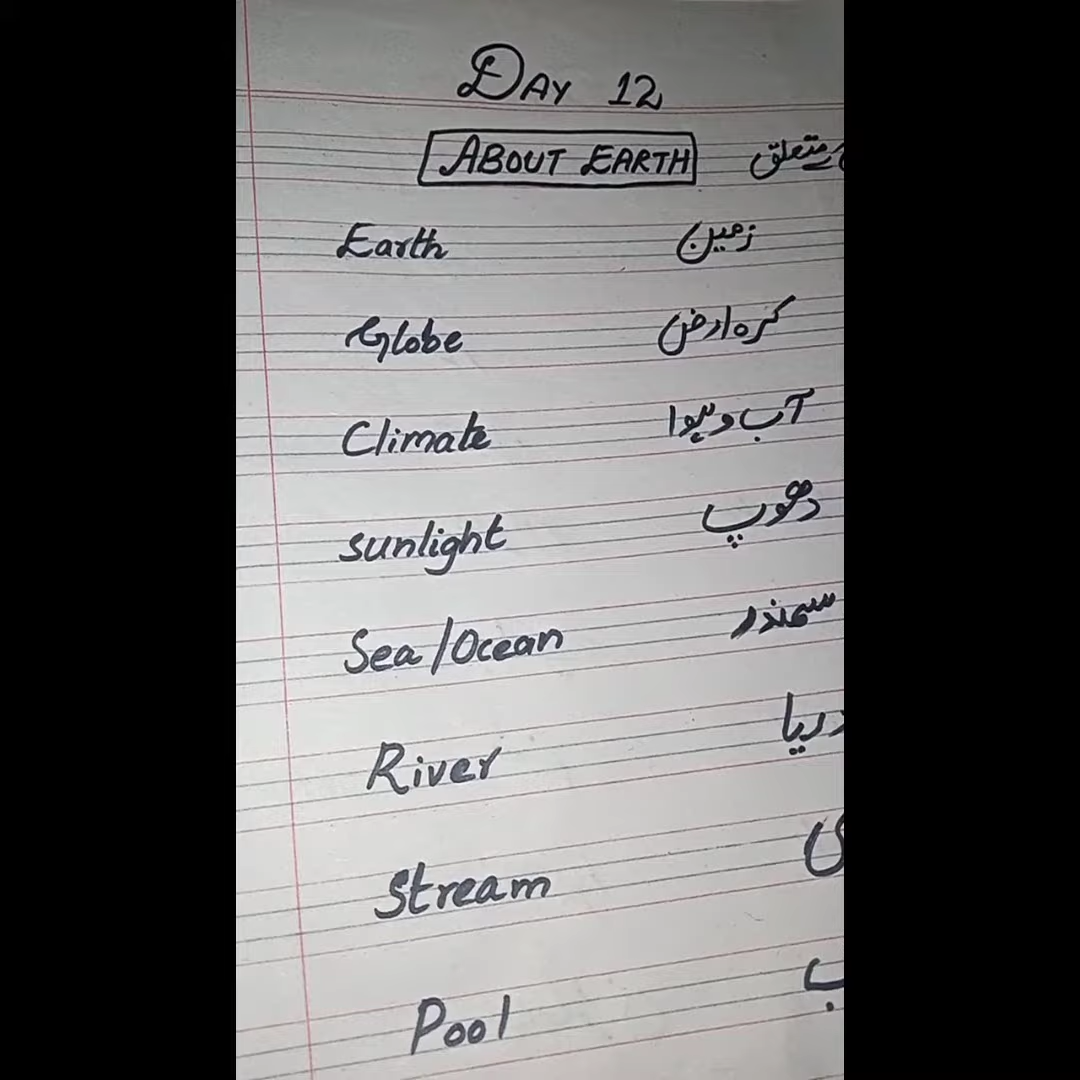 DAY 12
ABOUT EARTH متعلق
Earth زمین
Globe کرہ ارض
Climate آب و ہوا
sunlight دھوپ
Sea/Ocean سمندر
River دریا
Stream
Pool